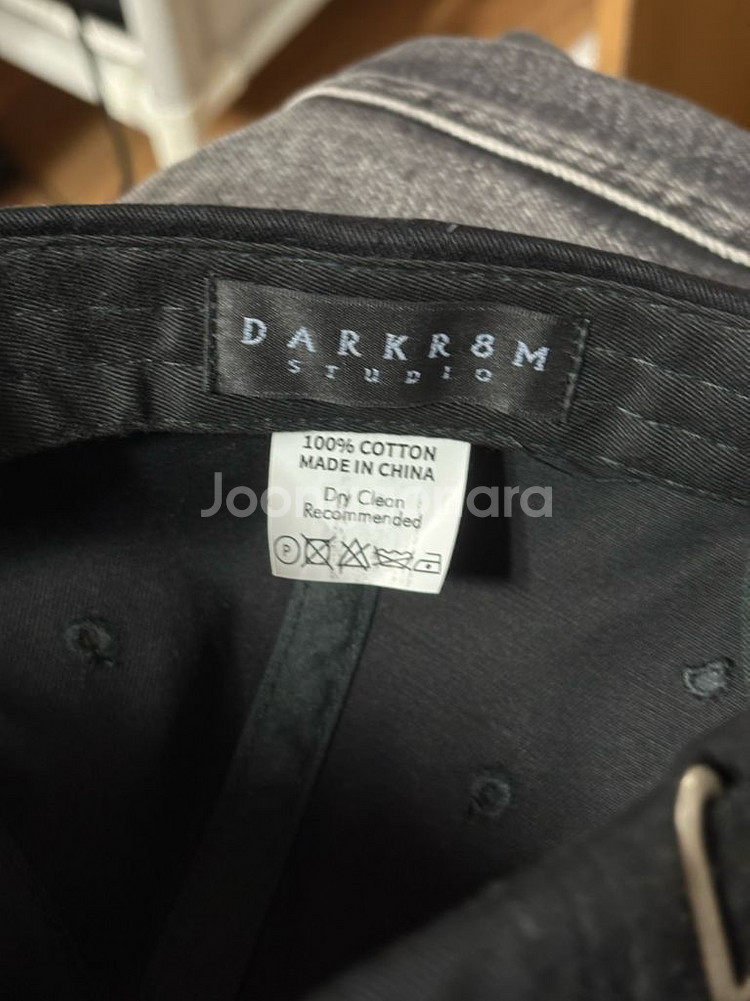 DARKR8M
STUDIO
100% COTTON
MADE IN CHINA
Dry Clean
Recommended
P